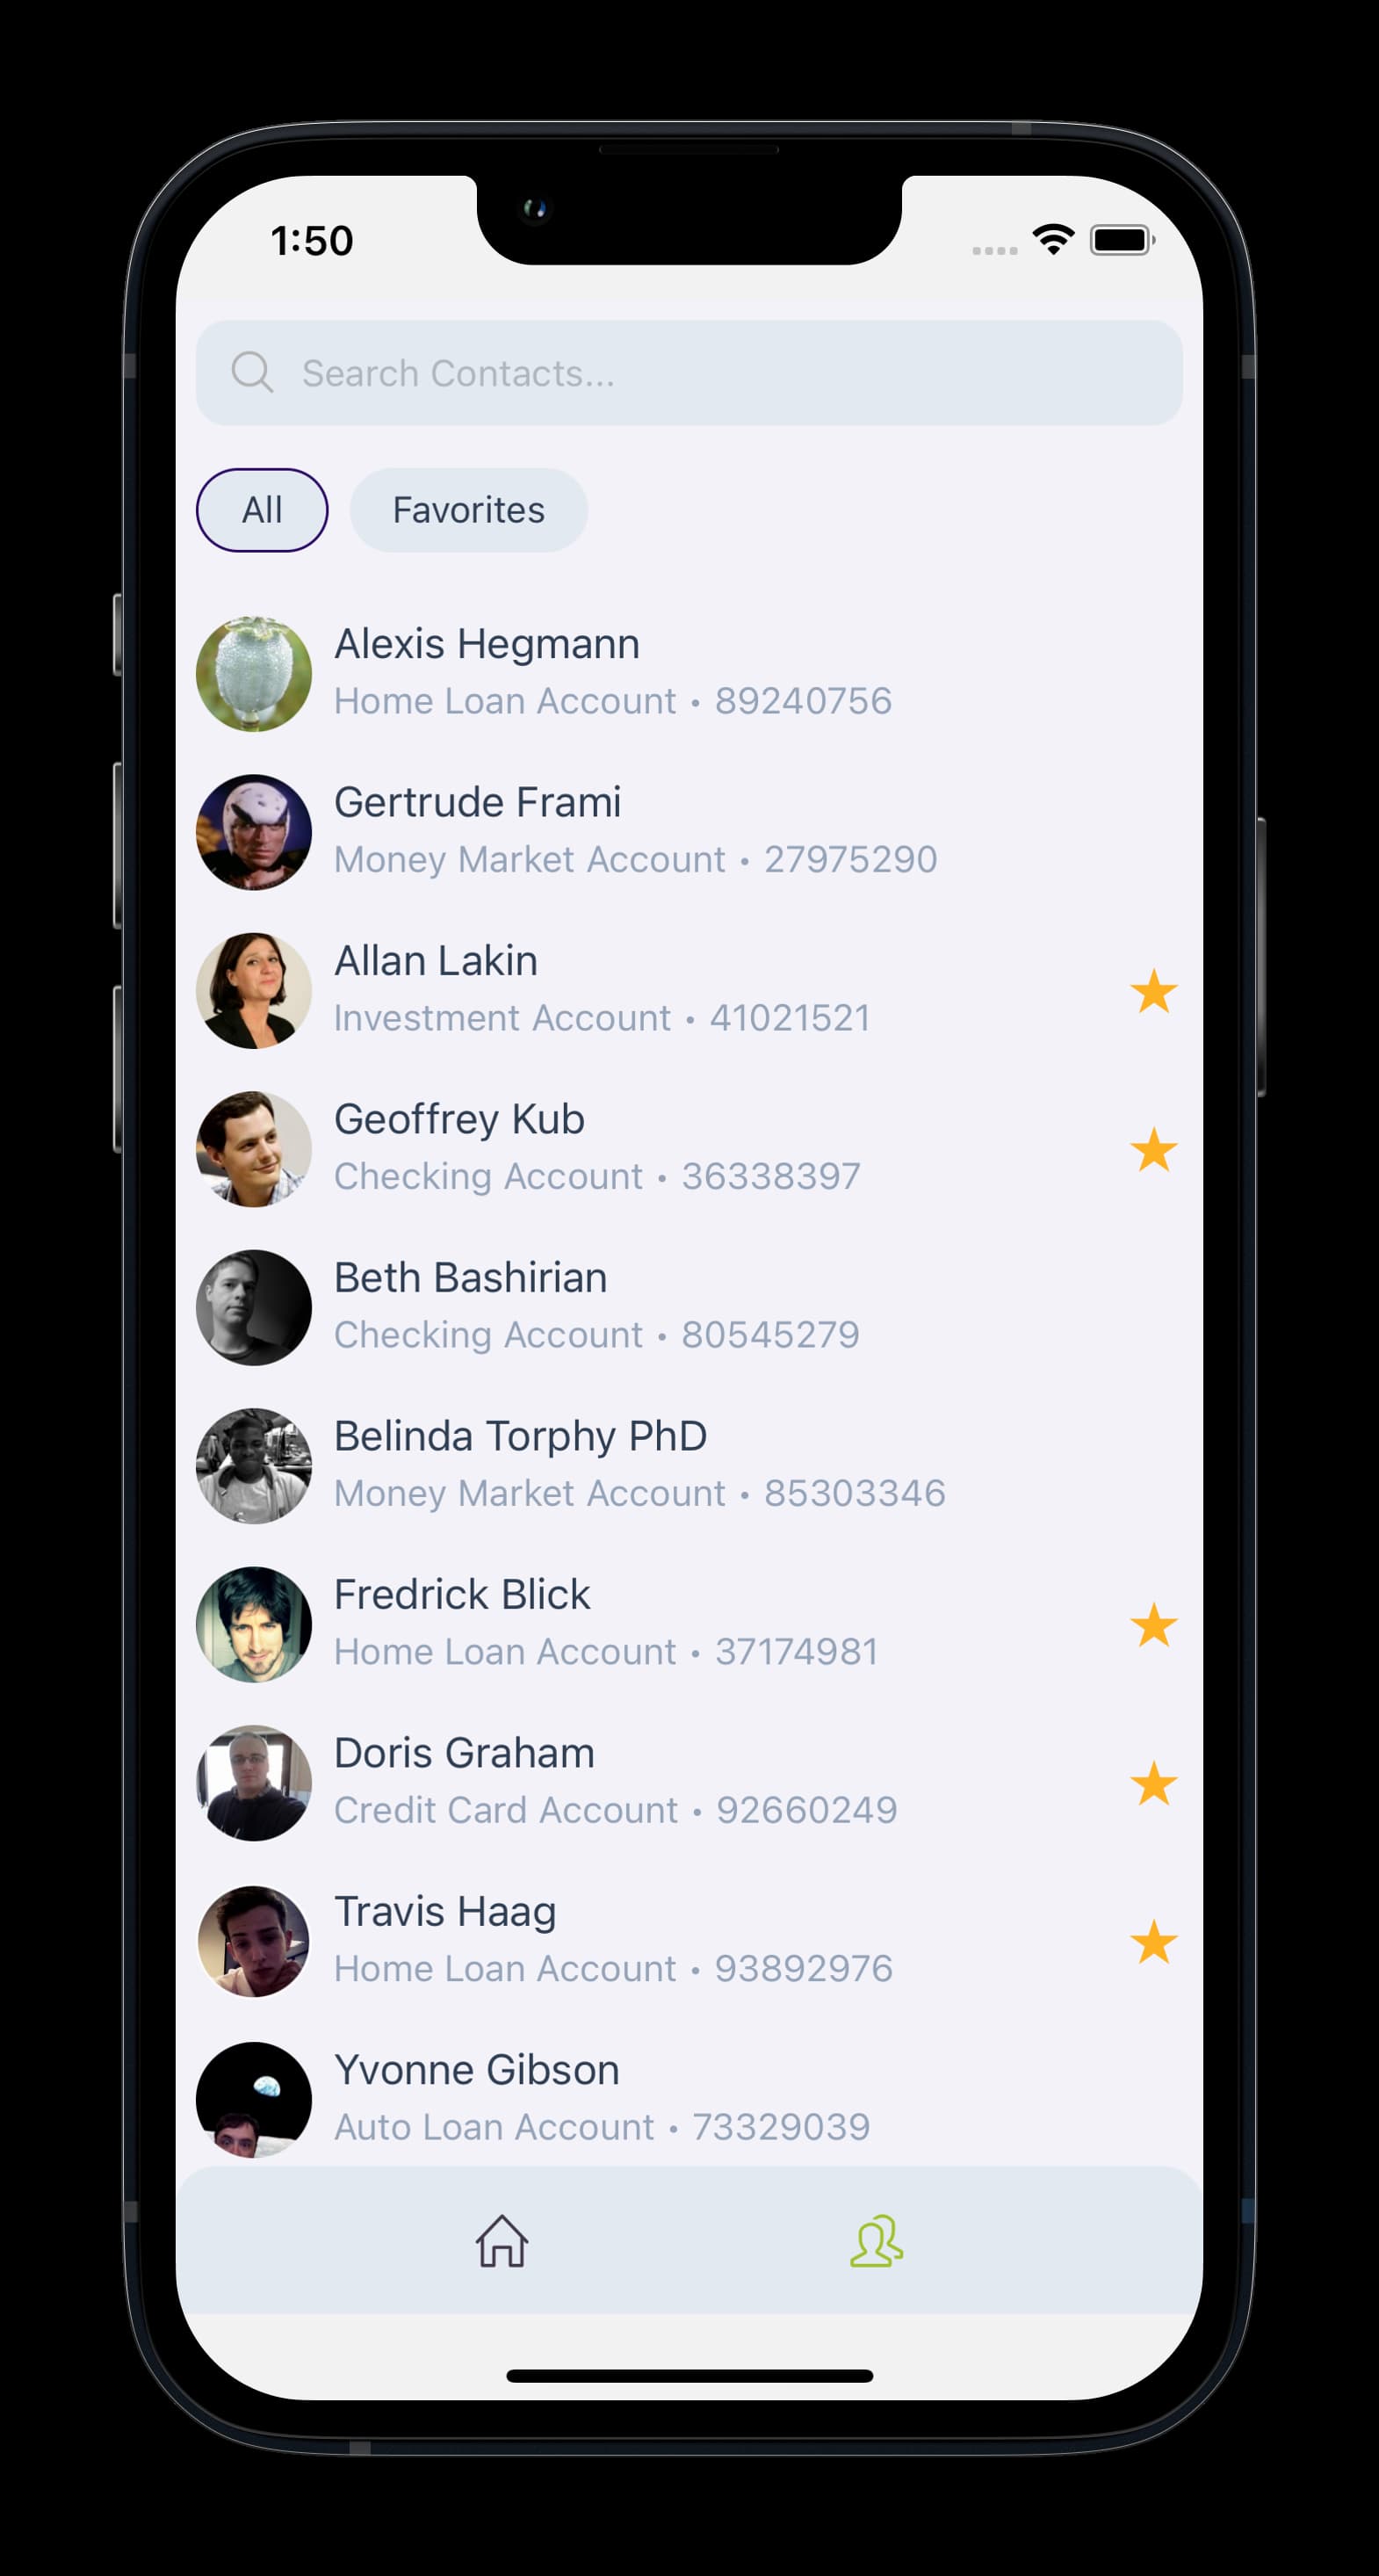 1:50
Search Contacts...
All Favorites
Alexis Hegmann
Home Loan Account • 89240756
Gertrude Frami
Money Market Account • 27975290
Allan Lakin
Investment Account • 41021521
Geoffrey Kub
Checking Account • 36338397
Beth Bashirian
Checking Account • 80545279
Belinda Torphy PhD
Money Market Account • 85303346
Fredrick Blick
Home Loan Account • 37174981
Doris Graham
Credit Card Account • 92660249
Travis Haag
Home Loan Account • 93892976
Yvonne Gibson
Auto Loan Account • 73329039